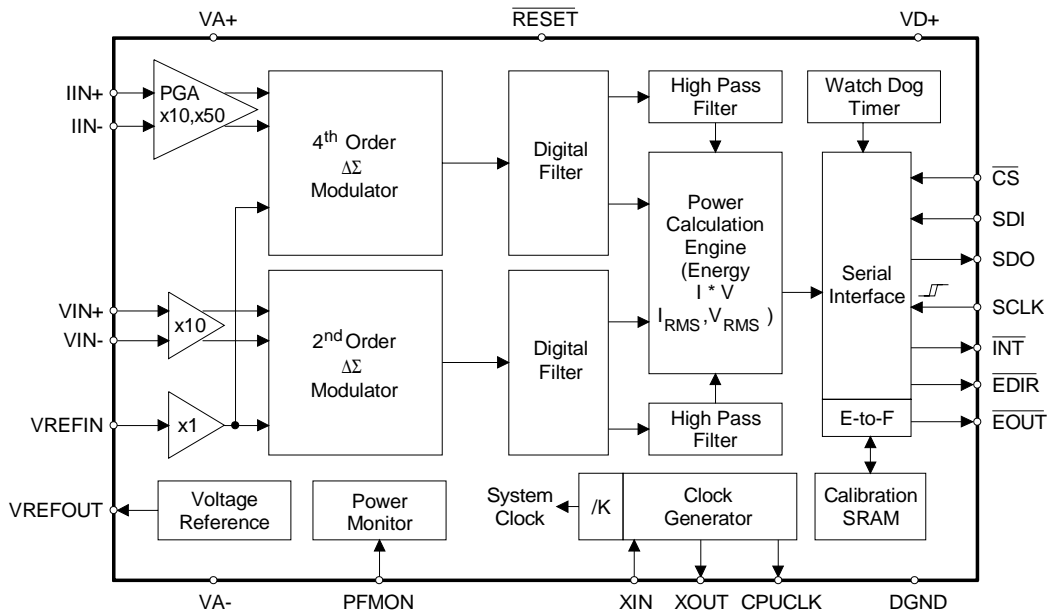 VA+
RESET
VD+
IIN+
IIN-
PGA
x10,x50
4th Order
ΔΣ
Modulator
Digital
Filter
High Pass
Filter
Watch Dog
Timer
Power
Calculation
Engine
(Energy
I * V
IRMS,VRMS )
Serial
Interface
CS
SDI
SDO
SCLK
INT
EDIR
EOUT
VIN+
VIN-
x10
2nd Order
ΔΣ
Modulator
Digital
Filter
High Pass
Filter
E-to-F
VREFIN
x1
VREFOUT
Voltage
Reference
Power
Monitor
System
Clock
/K
Clock
Generator
Calibration
SRAM
VA-
PFMON
XIN
XOUT
CPUCLK
DGND